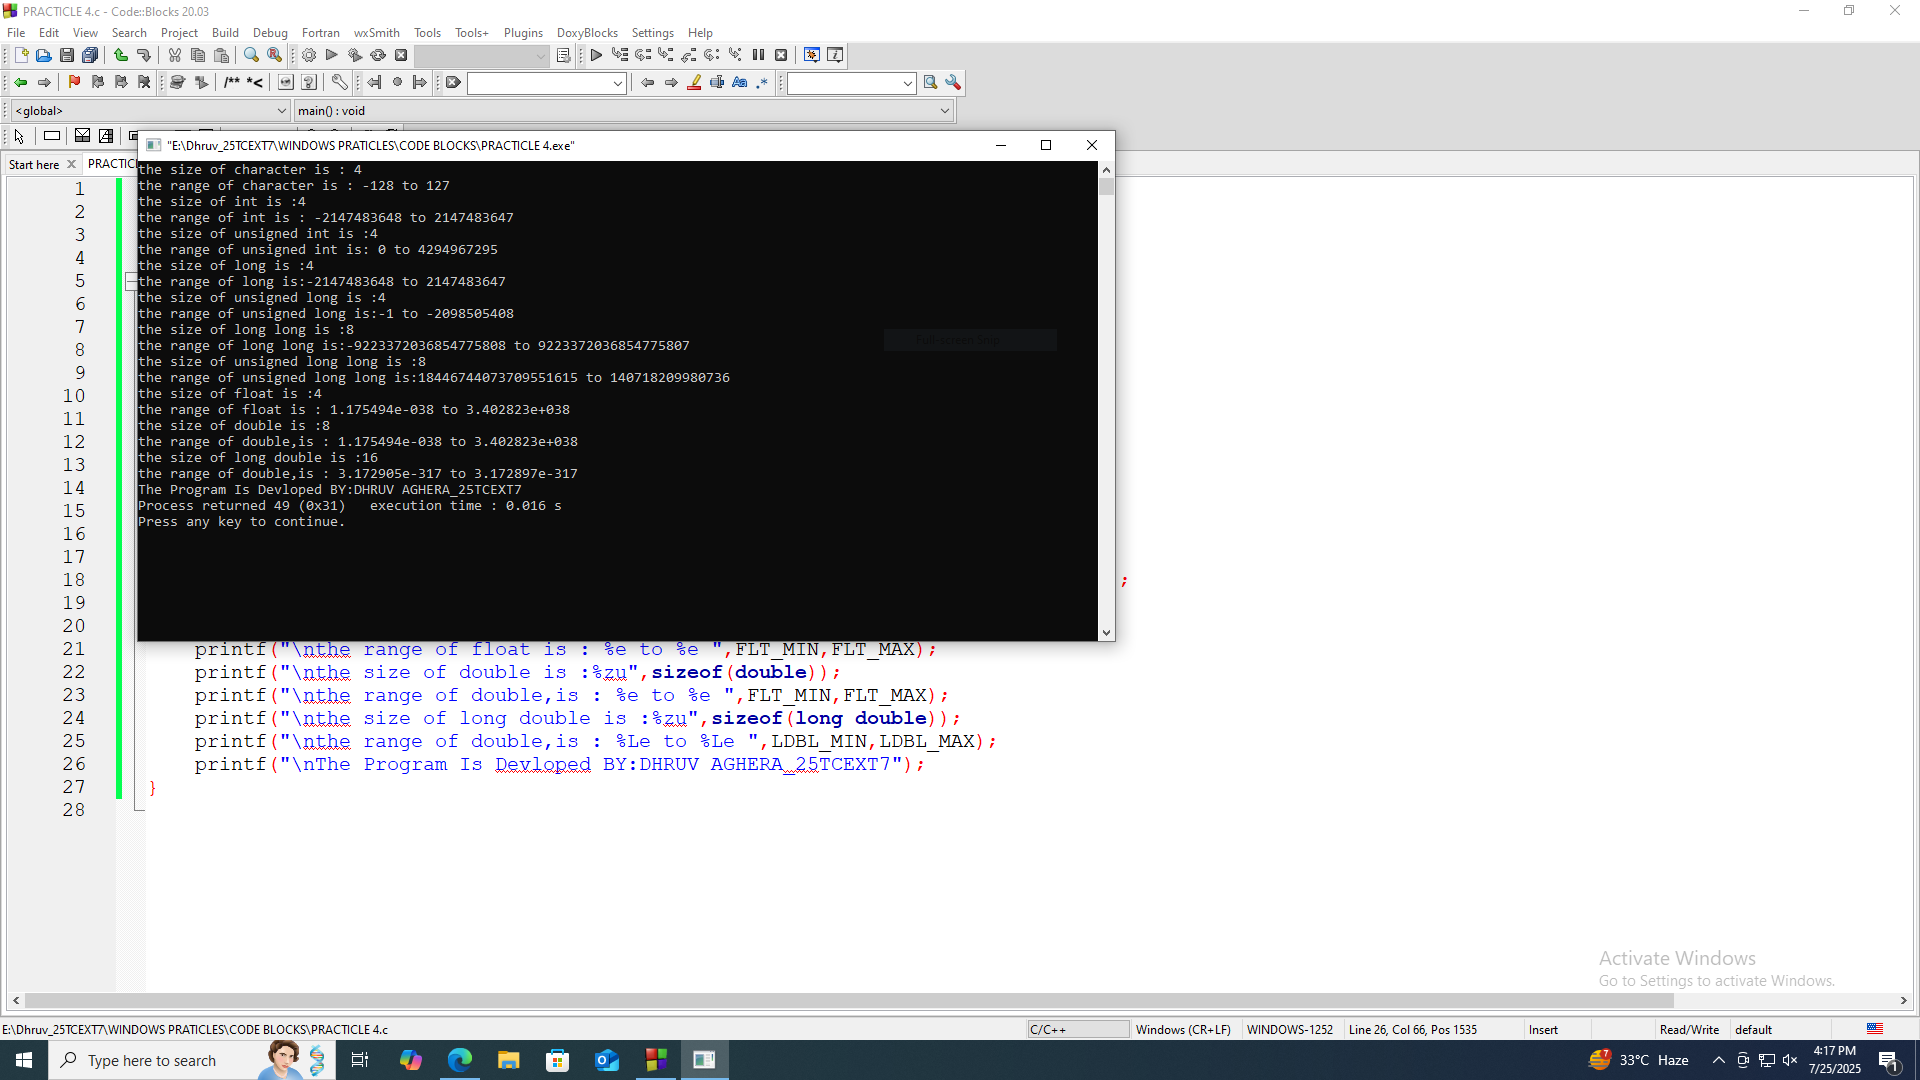 PRACTICLE 4.c - Code::Blocks 20.03
File Edit View Search Project Build Debug Fortran wxSmith Tools Tools+ Plugins DoxyBlocks Settings Help
/** *<
<global> main() : void
Start here PRACTICL
"E:\Dhruv_25TCEXT7\WINDOWS PRATICLES\CODE BLOCKS\PRACTICLE 4.exe"
the size of character is : 4
the range of character is : -128 to 127
the size of int is :4
the range of int is : -2147483648 to 2147483647
the size of unsigned int is :4
the range of unsigned int is: 0 to 4294967295
the size of long is :4
the range of long is:-2147483648 to 2147483647
the size of unsigned long is :4
the range of unsigned long is:-1 to -2098505408
the size of long long is :8
the range of long long is:-9223372036854775808 to 9223372036854775807
the size of unsigned long long is :8
the range of unsigned long long is:18446744073709551615 to 140718209980736
the size of float is :4
the range of float is : 1.175494e-038 to 3.402823e+038
the size of double is :8
the range of double,is : 1.175494e-038 to 3.402823e+038
the size of long double is :16
the range of double,is : 3.172905e-317 to 3.172897e-317
The Program Is Devloped BY:DHRUV AGHERA_25TCEXT7
Process returned 49 (0x31)   execution time : 0.016 s
Press any key to continue.
Full-screen Snip
1
2
3
4
5
6
7
8
9
10
11
12
13
14
15
16
17
18 ;
19
20
21 printf("\nthe range of float is : %e to %e ",FLT_MIN,FLT_MAX);
22 printf("\nthe size of double is :%zu",sizeof(double));
23 printf("\nthe range of double,is : %e to %e ",FLT_MIN,FLT_MAX);
24 printf("\nthe size of long double is :%zu",sizeof(long double));
25 printf("\nthe range of double,is : %Le to %Le ",LDBL_MIN,LDBL_MAX);
26 printf("\nThe Program Is Devloped BY:DHRUV AGHERA_25TCEXT7");
27 }
28
Activate Windows
Go to Settings to activate Windows.
E:\Dhruv_25TCEXT7\WINDOWS PRATICLES\CODE BLOCKS\PRACTICLE 4.c C/C++ Windows (CR+LF) WINDOWS-1252 Line 26, Col 66, Pos 1535 Insert Read/Write default
Type here to search 7 33°C Haze 4:17 PM
7/25/2025 1